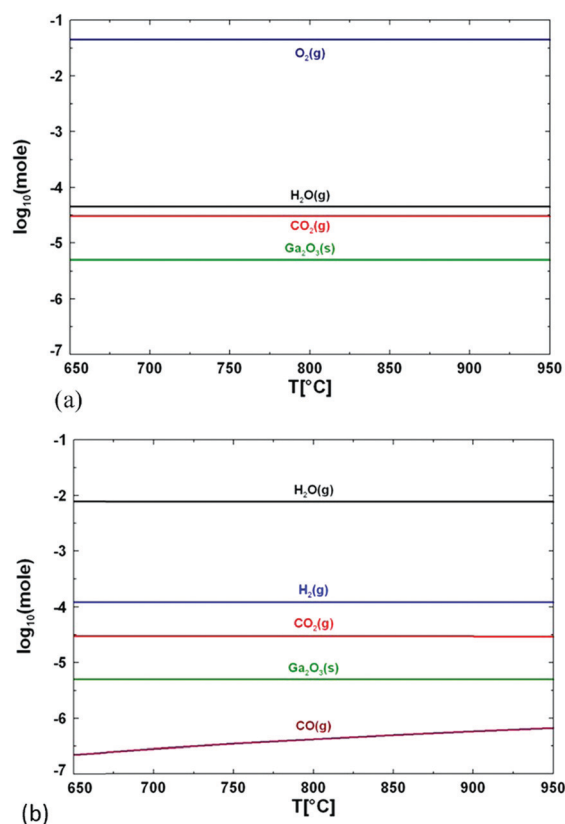 -1
O₂(g)
-2
-3
log₁₀(mole)
-4
H₂O(g)
CO₂(g)
-5
Ga₂O₃(s)
-6
-7
650 700 750 800 850 900 950
T[°C]
(a)
-1
H₂O(g)
-2
-3
log₁₀(mole)
H₂(g)
-4
CO₂(g)
-5
Ga₂O₃(s)
-6
CO(g)
-7
650 700 750 800 850 900 950
T[°C]
(b)